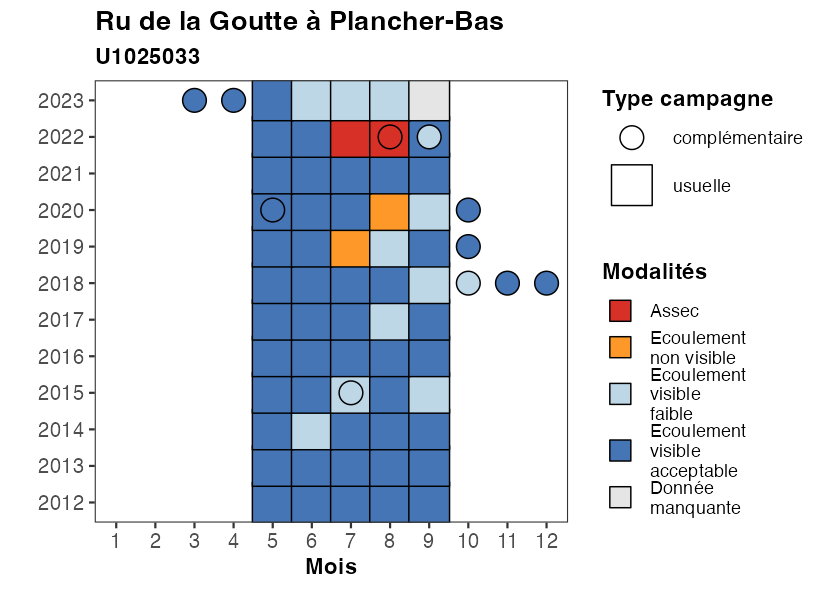 Ru de la Goutte à Plancher-Bas
U1025033
2023
2022
2021
2020
2019
2018
2017
2016
2015
2014
2013
2012
1 2 3 4 5 6 7 8 9 10 11 12
Mois
Type campagne
complémentaire
usuelle
Modalités
Assec
Ecoulement
non visible
Ecoulement
visible
faible
Ecoulement
visible
acceptable
Donnée
manquante